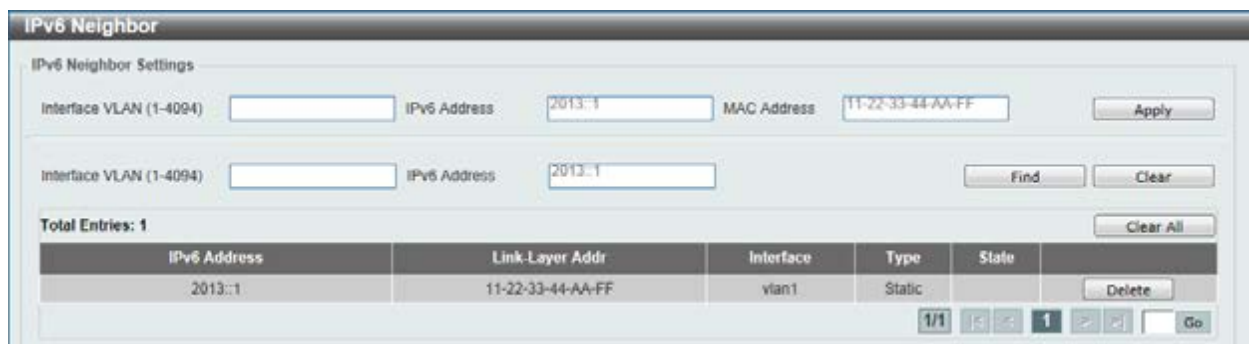 IPv6 Neighbor
IPv6 Neighbor Settings
Interface VLAN (1-4094) IPv6 Address 2013::1 MAC Address 11-22-33-44-AA-FF Apply
Interface VLAN (1-4094) IPv6 Address 2013::1 Find Clear
Total Entries: 1 Clear All
IPv6 Address Link-Layer Addr Interface Type State
2013::1 11-22-33-44-AA-FF vlan1 Static Delete
1/1 |< < 1 > >| Go